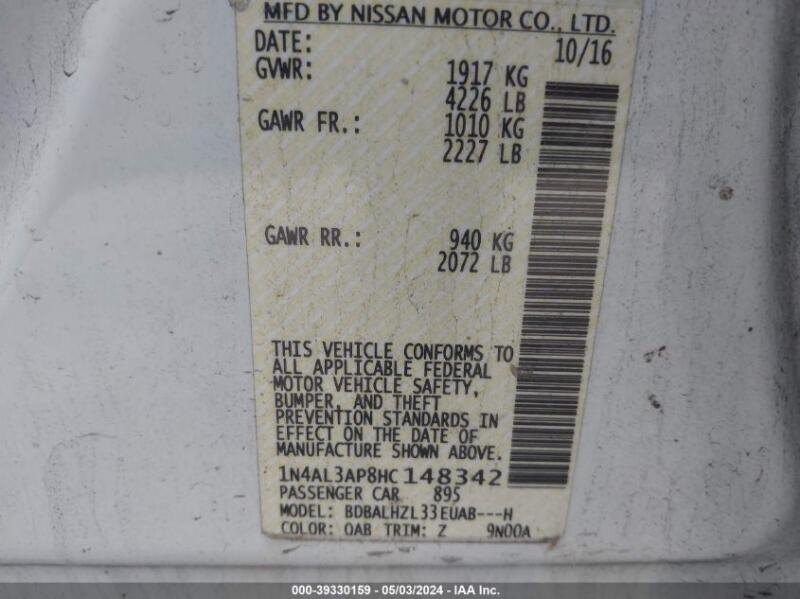 MFD BY NISSAN MOTOR CO., LTD.
DATE: 10/16
GVWR: 1917 KG
4226 LB
GAWR FR.: 1010 KG
2227 LB
GAWR RR.: 940 KG
2072 LB
THIS VEHICLE CONFORMS TO
ALL APPLICABLE FEDERAL
MOTOR VEHICLE SAFETY,
BUMPER, AND THEFT
PREVENTION STANDARDS IN
EFFECT ON THE DATE OF
MANUFACTURE SHOWN ABOVE.
1N4AL3AP8HC148342
PASSENGER CAR 895
MODEL: BDBALHZL33EUAB---H
COLOR: QAB TRIM: Z 9N00A
000-39330159 - 05/03/2024 - IAA Inc.